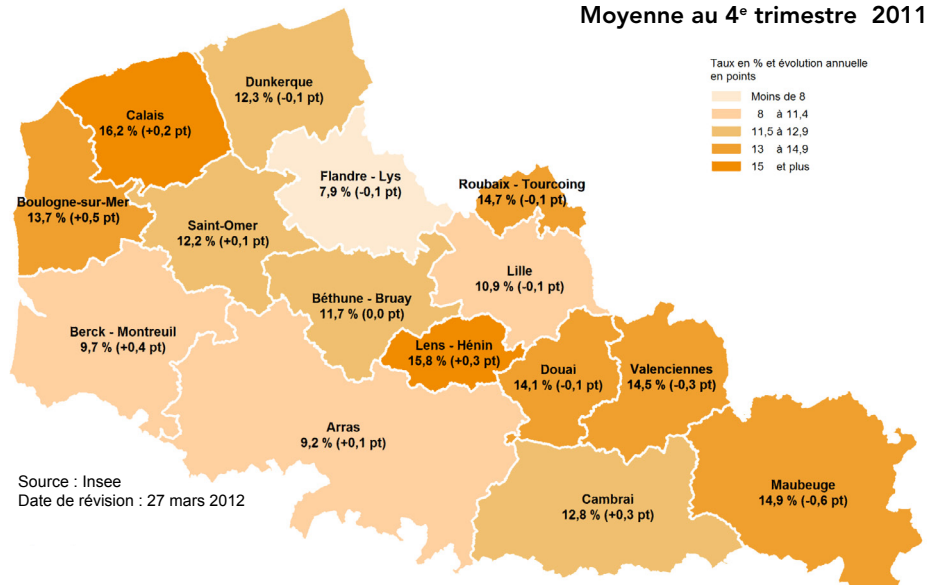 Moyenne au 4e trimestre 2011
Taux en % et évolution annuelle
en points
Moins de 8
8 à 11,4
11,5 à 12,9
13 à 14,9
15 et plus
Dunkerque
12,3 % (-0,1 pt)
Calais
16,2 % (+0,2 pt)
Flandre - Lys
7,9 % (-0,1 pt)
Roubaix - Tourcoing
14,7 % (-0,1 pt)
Boulogne-sur-Mer
13,7 % (+0,5 pt)
Saint-Omer
12,2 % (+0,1 pt)
Lille
10,9 % (-0,1 pt)
Béthune - Bruay
11,7 % (0,0 pt)
Berck - Montreuil
9,7 % (+0,4 pt)
Lens - Hénin
15,8 % (+0,3 pt)
Douai
14,1 % (-0,1 pt)
Valenciennes
14,5 % (-0,3 pt)
Arras
9,2 % (+0,1 pt)
Maubeuge
14,9 % (-0,6 pt)
Cambrai
12,8 % (+0,3 pt)
Source : Insee
Date de révision : 27 mars 2012